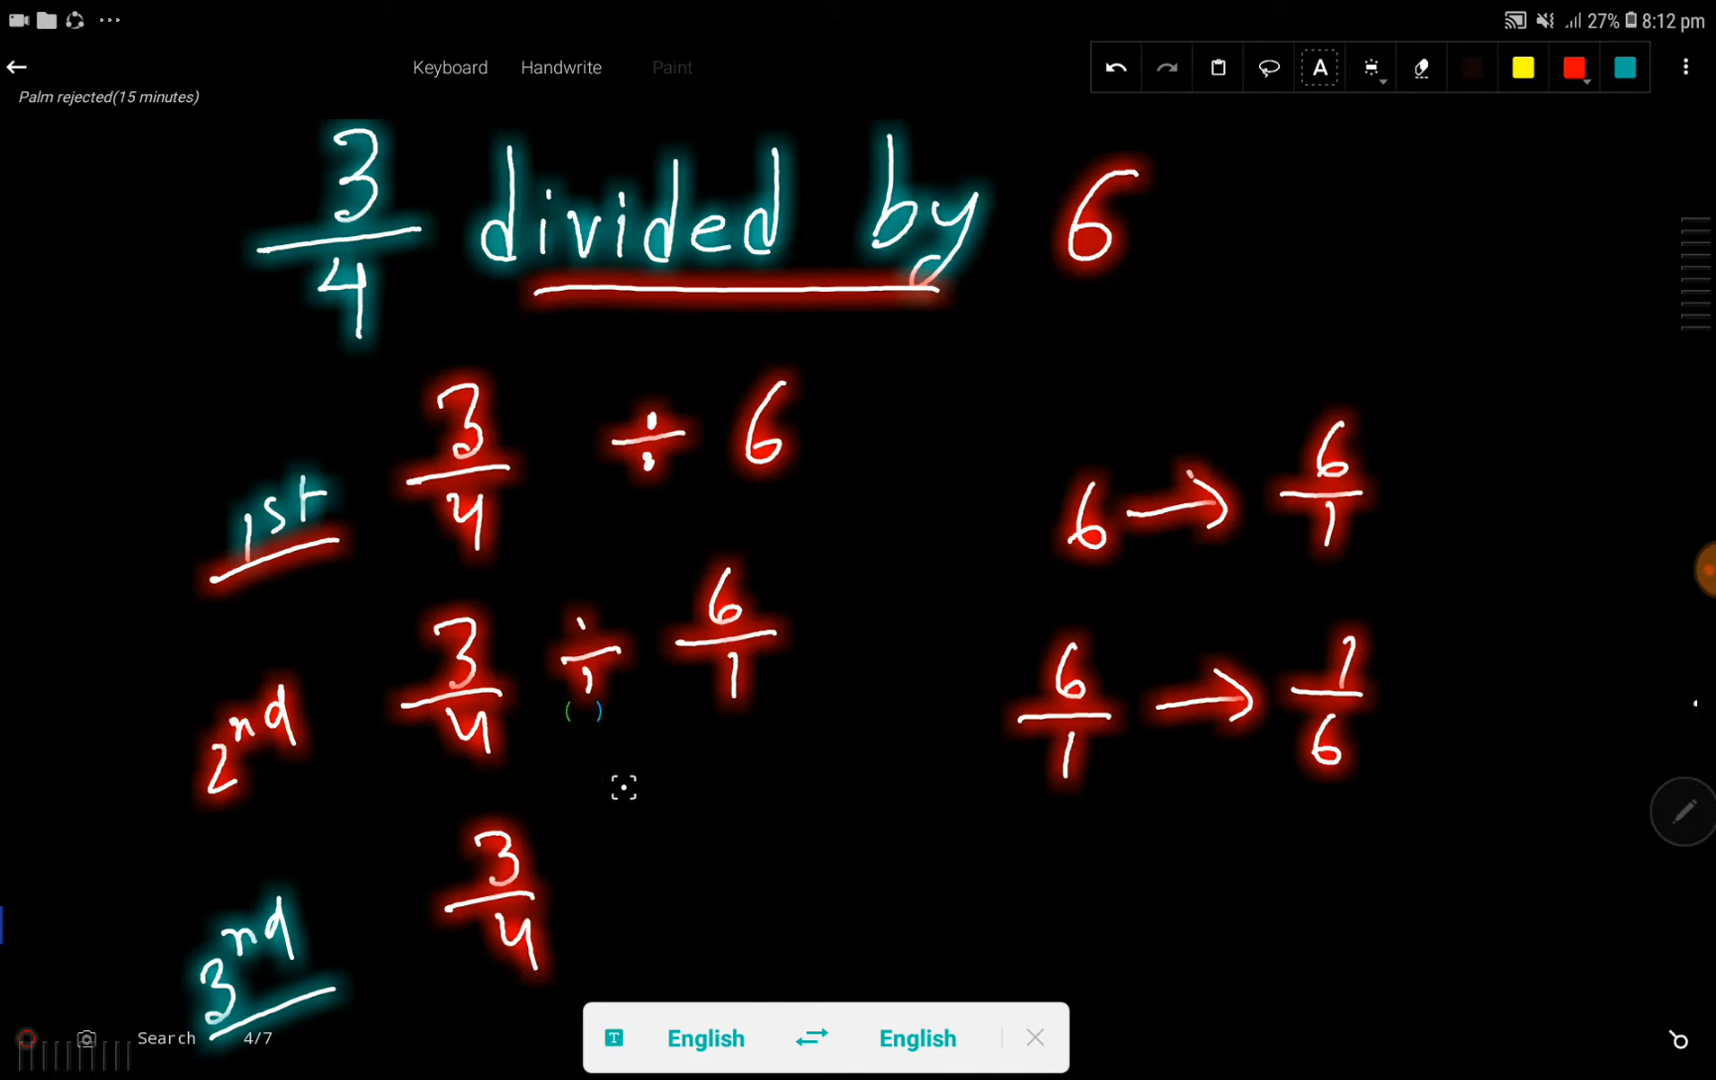 27% 8:12 pm
Keyboard Handwrite Paint
A
Palm rejected(15 minutes)
3/4 divided by 6
1st 3/4 ÷ 6
6 → 6/1
2nd 3/4 ÷ 6/1
6/1 → 1/6
( )
3nd 3/4
Search 4/7
T English English